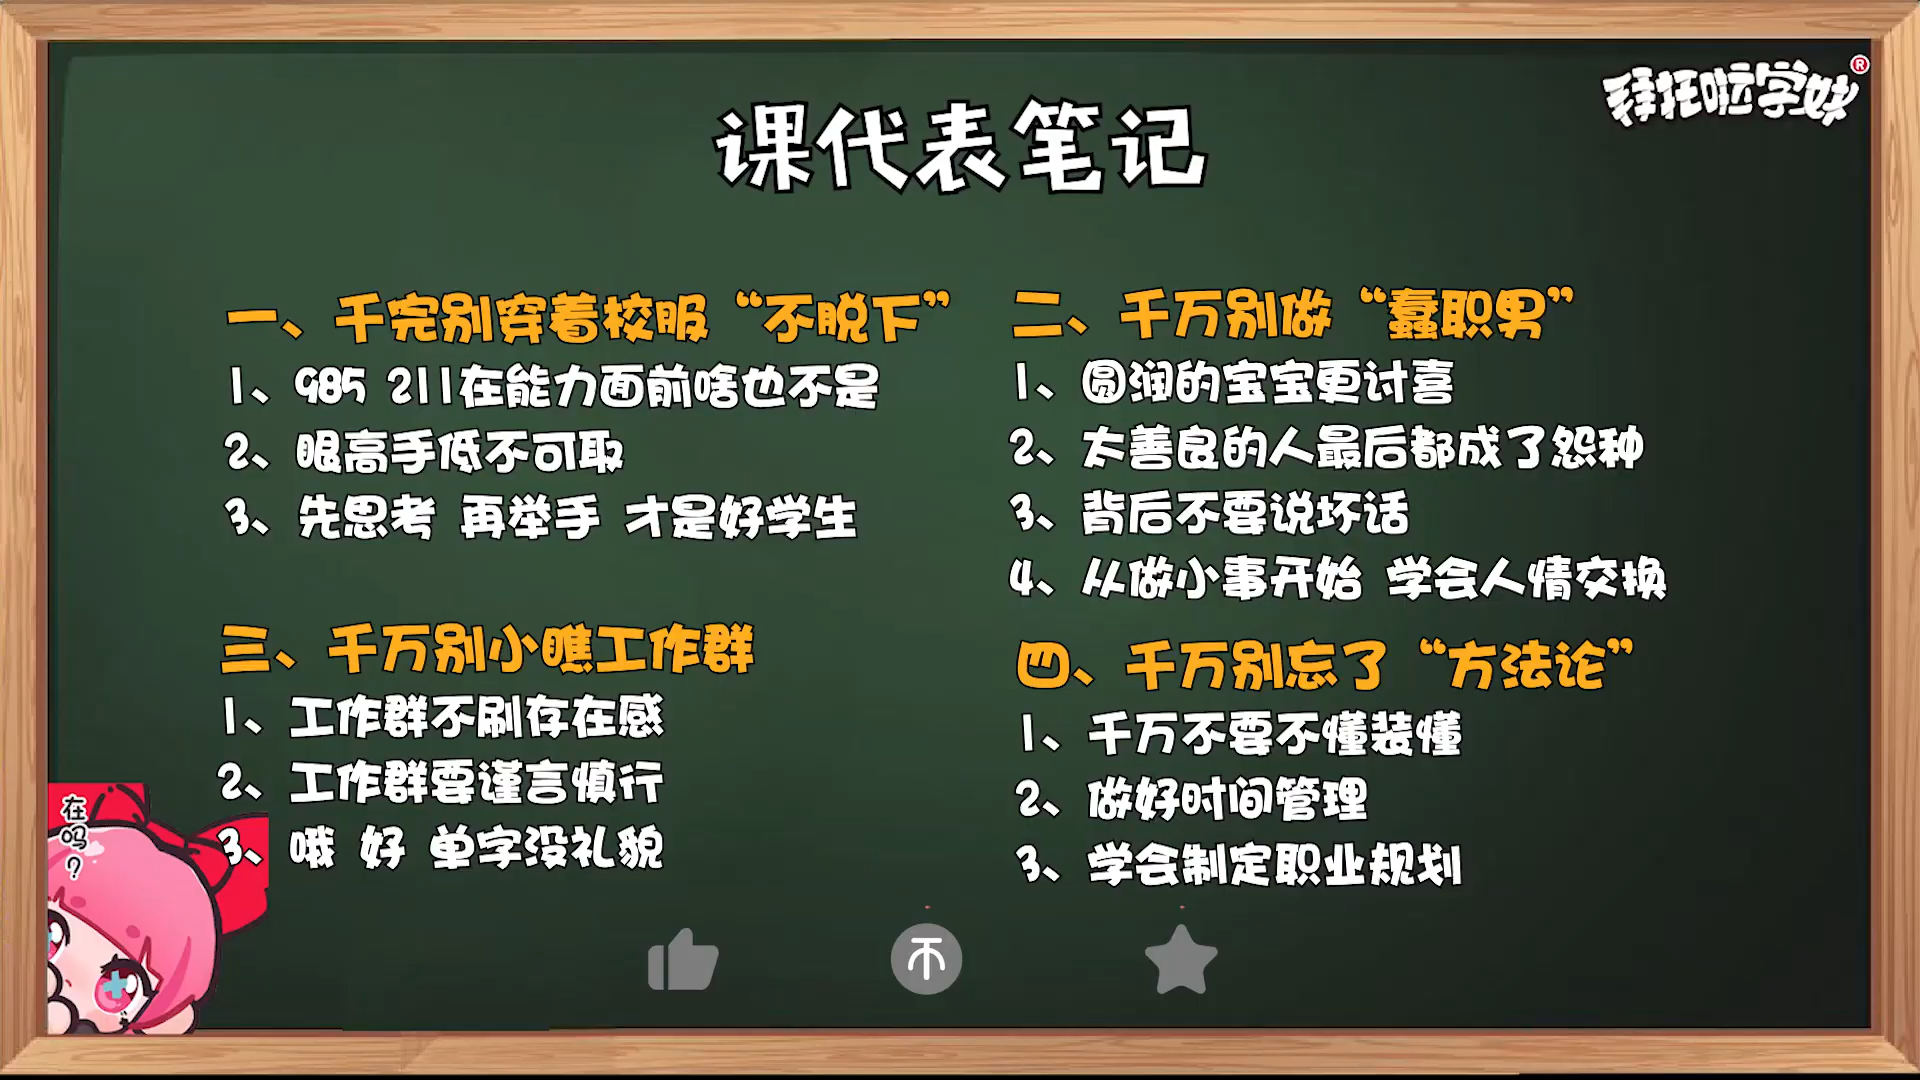 拜托啦学妹®
课代表笔记
一、千完别穿着校服“不脱下”
1、985 211在能力面前啥也不是
2、眼高手低不可取
3、先思考 再举手 才是好学生
二、千万别做“蠢职男”
1、圆润的宝宝更讨喜
2、太善良的人最后都成了怨种
3、背后不要说坏话
4、从做小事开始 学会人情交换
三、千万别小瞧工作群
1、工作群不刷存在感
2、工作群要谨言慎行
3、哦 好 单字没礼貌
四、千万别忘了“方法论”
1、千万不要不懂装懂
2、做好时间管理
3、学会制定职业规划
在吗?